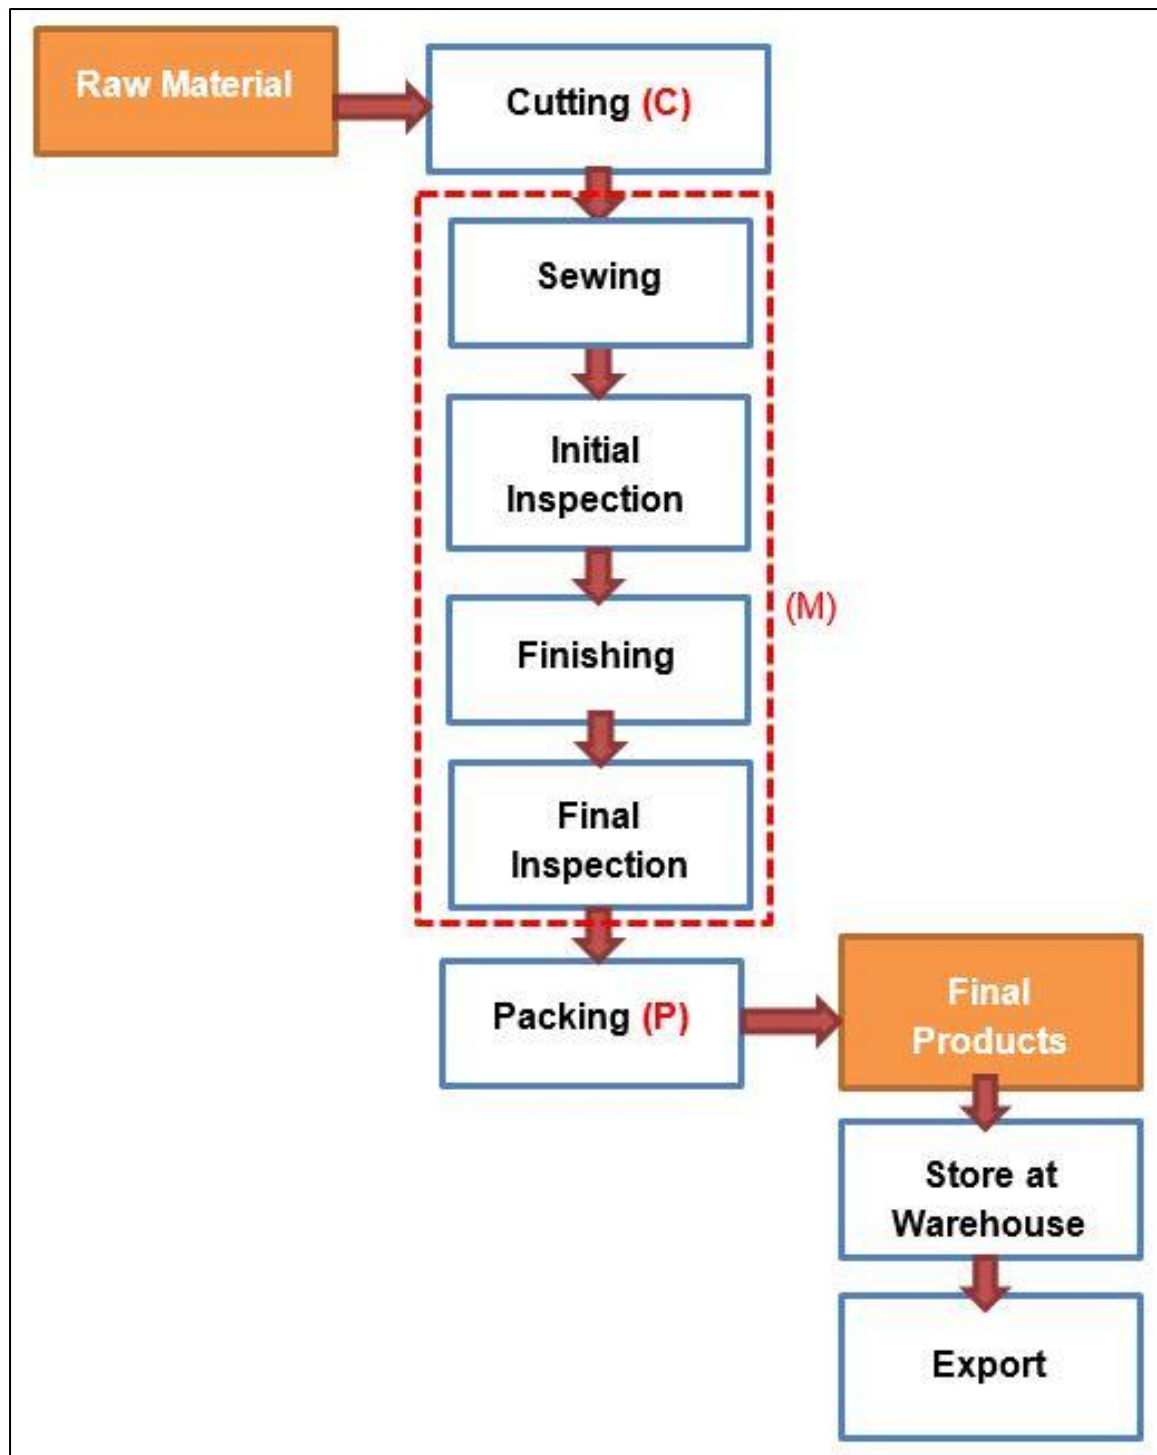 Raw Material
Cutting (C)
Sewing
Initial
Inspection
(M)
Finishing
Final
Inspection
Packing (P)
Final
Products
Store at
Warehouse
Export